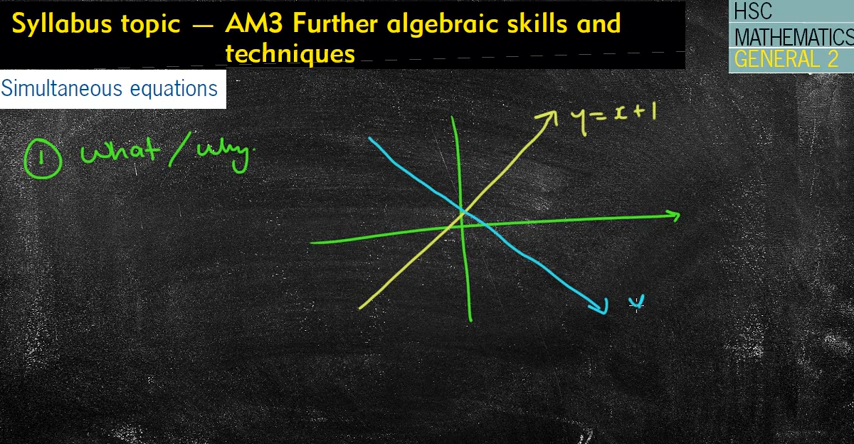 Syllabus topic — AM3 Further algebraic skills and
techniques
HSC
MATHEMATICS
GENERAL 2
Simultaneous equations
① What / why.
y = x + 1